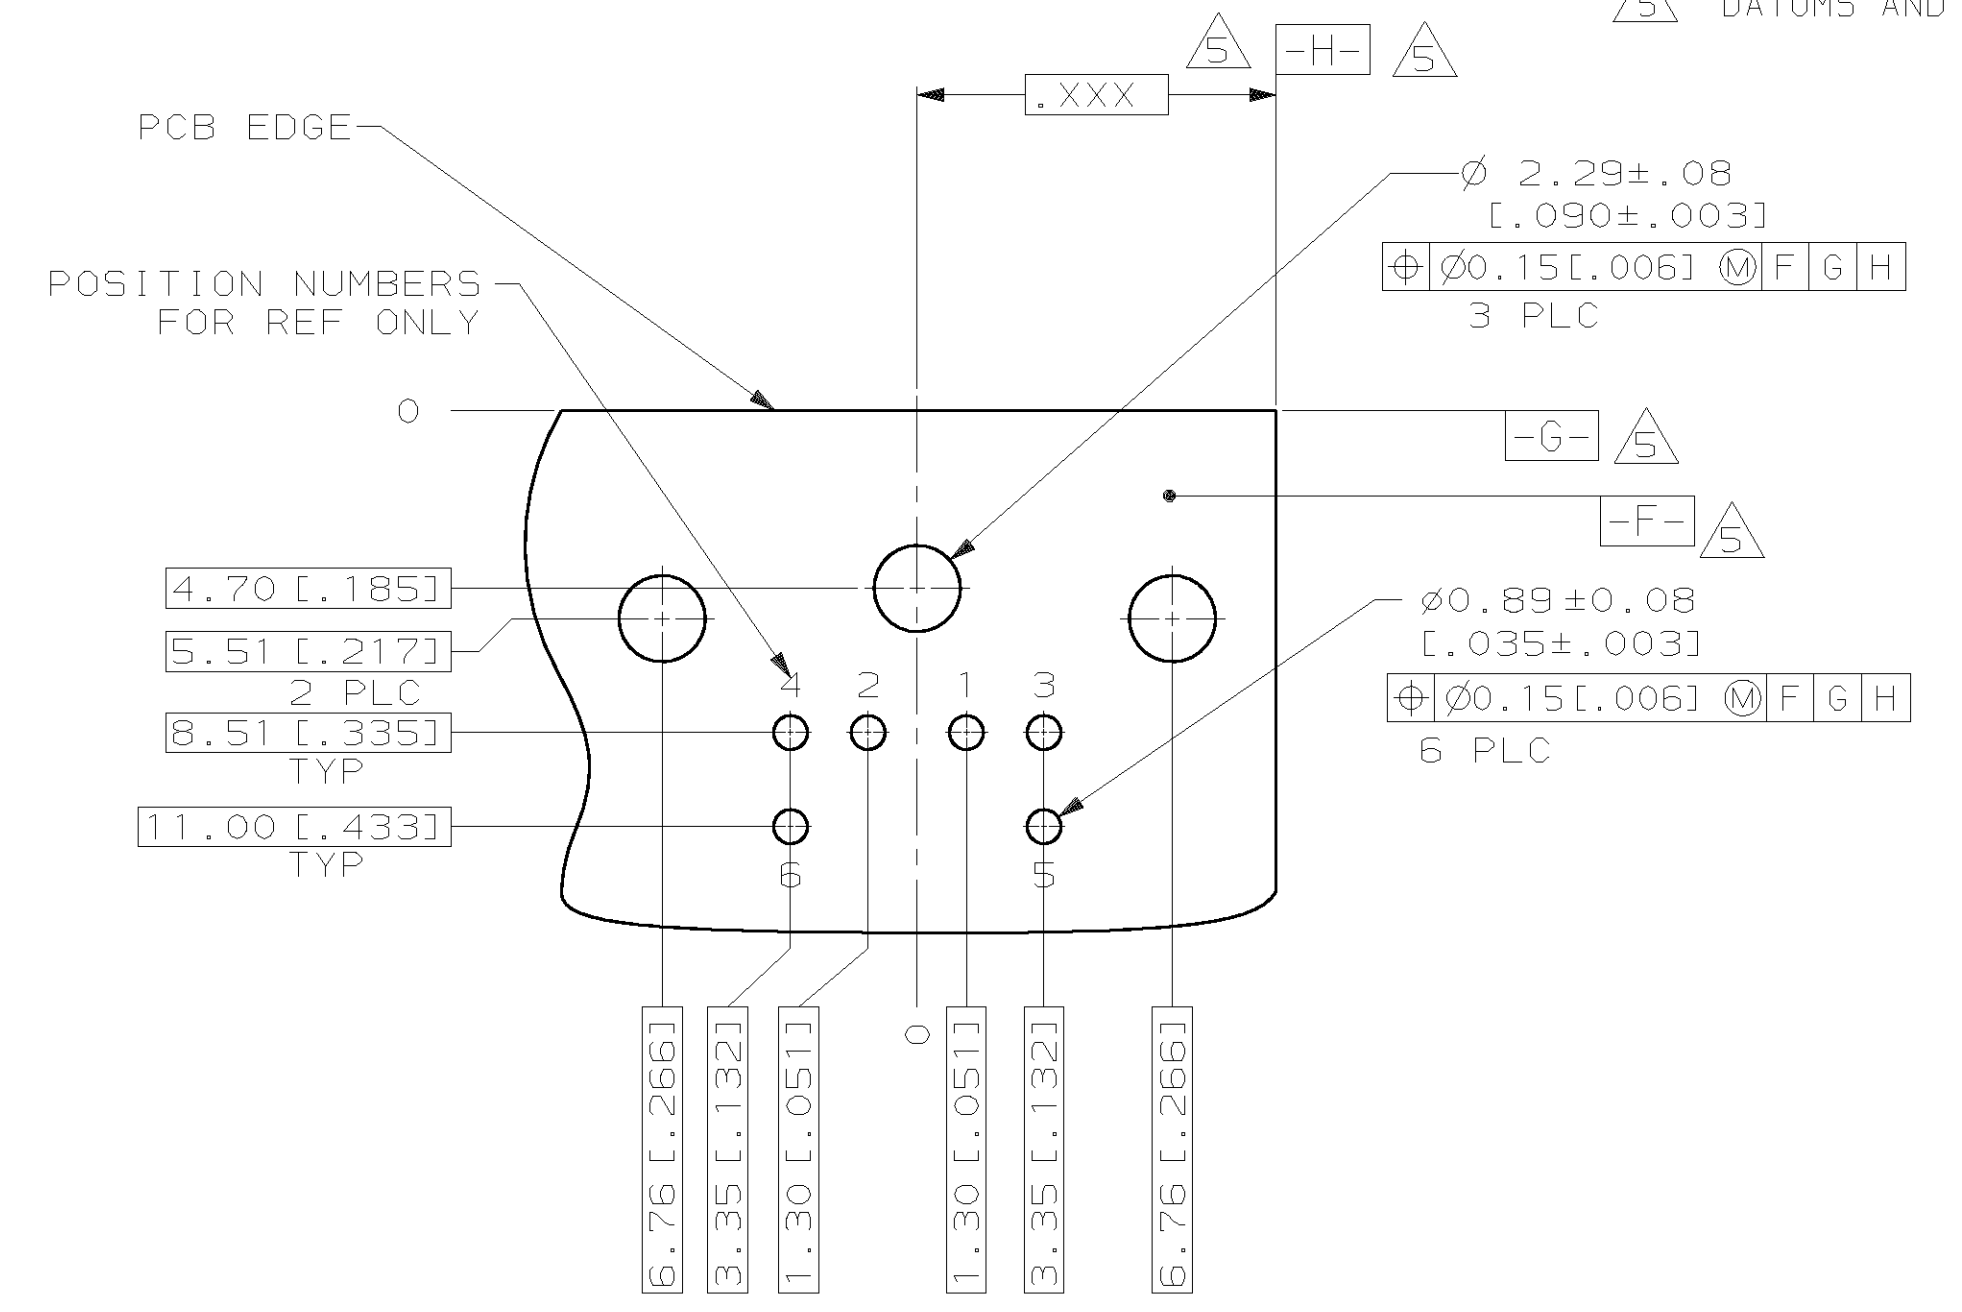 5 DATUMS AND
5 -H- 5
.XXX
PCB EDGE
Ø 2.29±.08
[.090±.003]
⌖ Ø0.15[.006] Ⓜ F G H
3 PLC
POSITION NUMBERS
FOR REF ONLY
0
-G- 5
-F- 5
4.70 [.185]
5.51 [.217]
2 PLC
8.51 [.335]
TYP
11.00 [.433]
TYP
Ø0.89±0.08
[.035±.003]
⌖ Ø0.15[.006] Ⓜ F G H
6 PLC
4 2 1 3
6 5
6.76 [.266]
3.35 [.132]
1.30 [.051]
0
1.30 [.051]
3.35 [.132]
6.76 [.266]